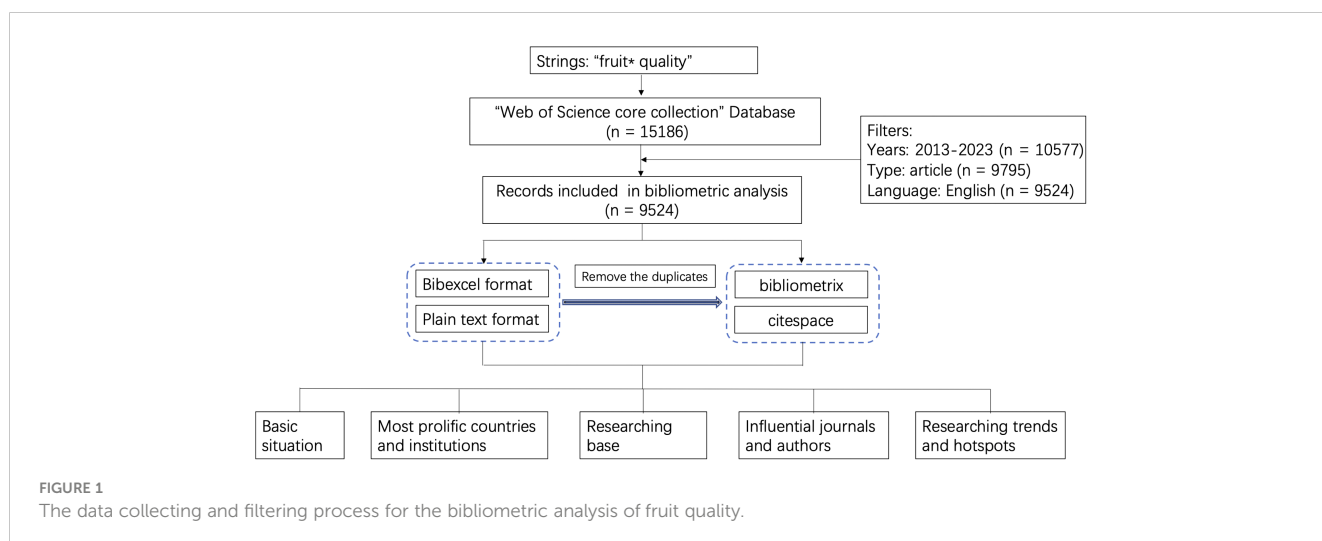 Strings: “fruit* quality”
“Web of Science core collection” Database
(n = 15186)
Filters:
Years: 2013-2023 (n = 10577)
Type: article (n = 9795)
Language: English (n = 9524)
Records included in bibliometric analysis
(n = 9524)
Bibexcel format
Plain text format
Remove the duplicates
bibliometrix
citespace
Basic
situation
Most prolific countries
and institutions
Researching
base
Influential journals
and authors
Researching trends
and hotspots
FIGURE 1
The data collecting and filtering process for the bibliometric analysis of fruit quality.